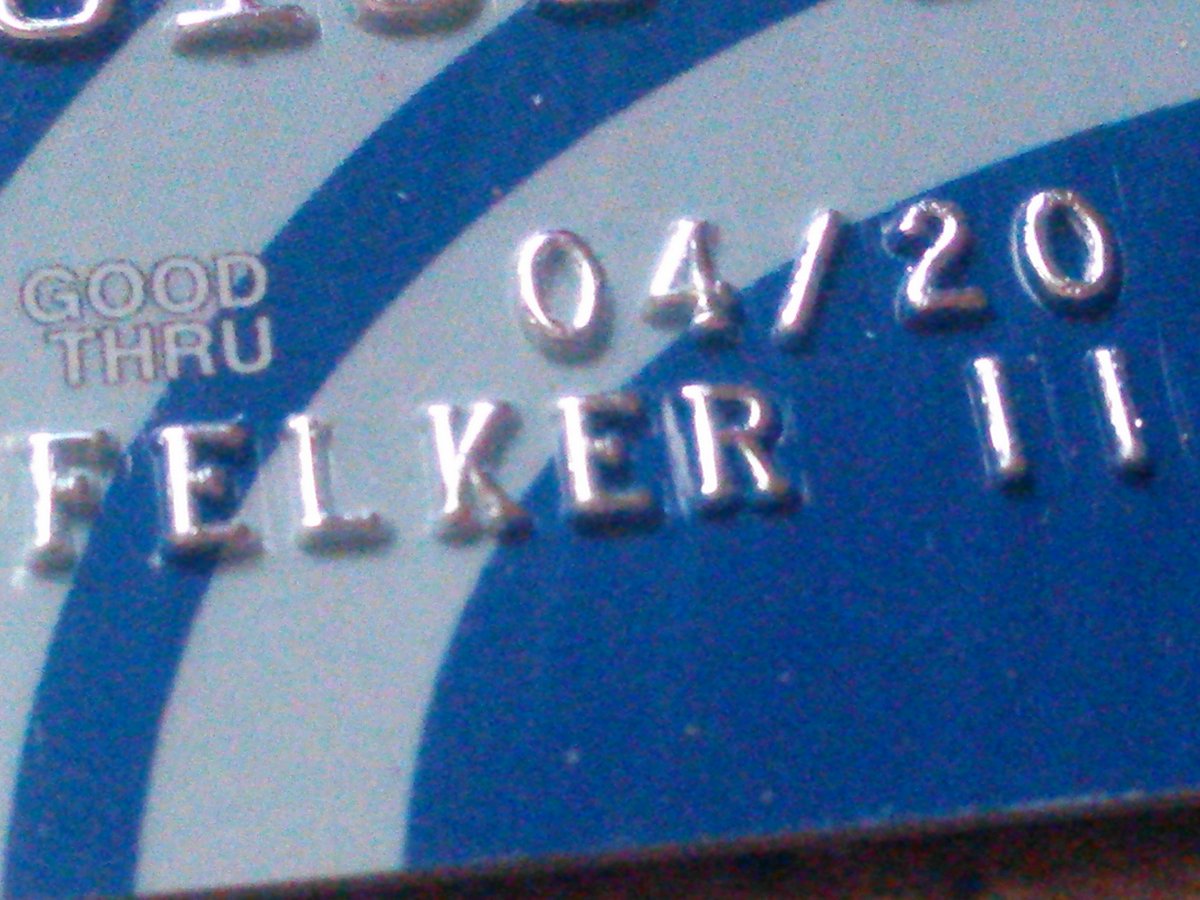 GOOD
THRU
04/20
FELKER II